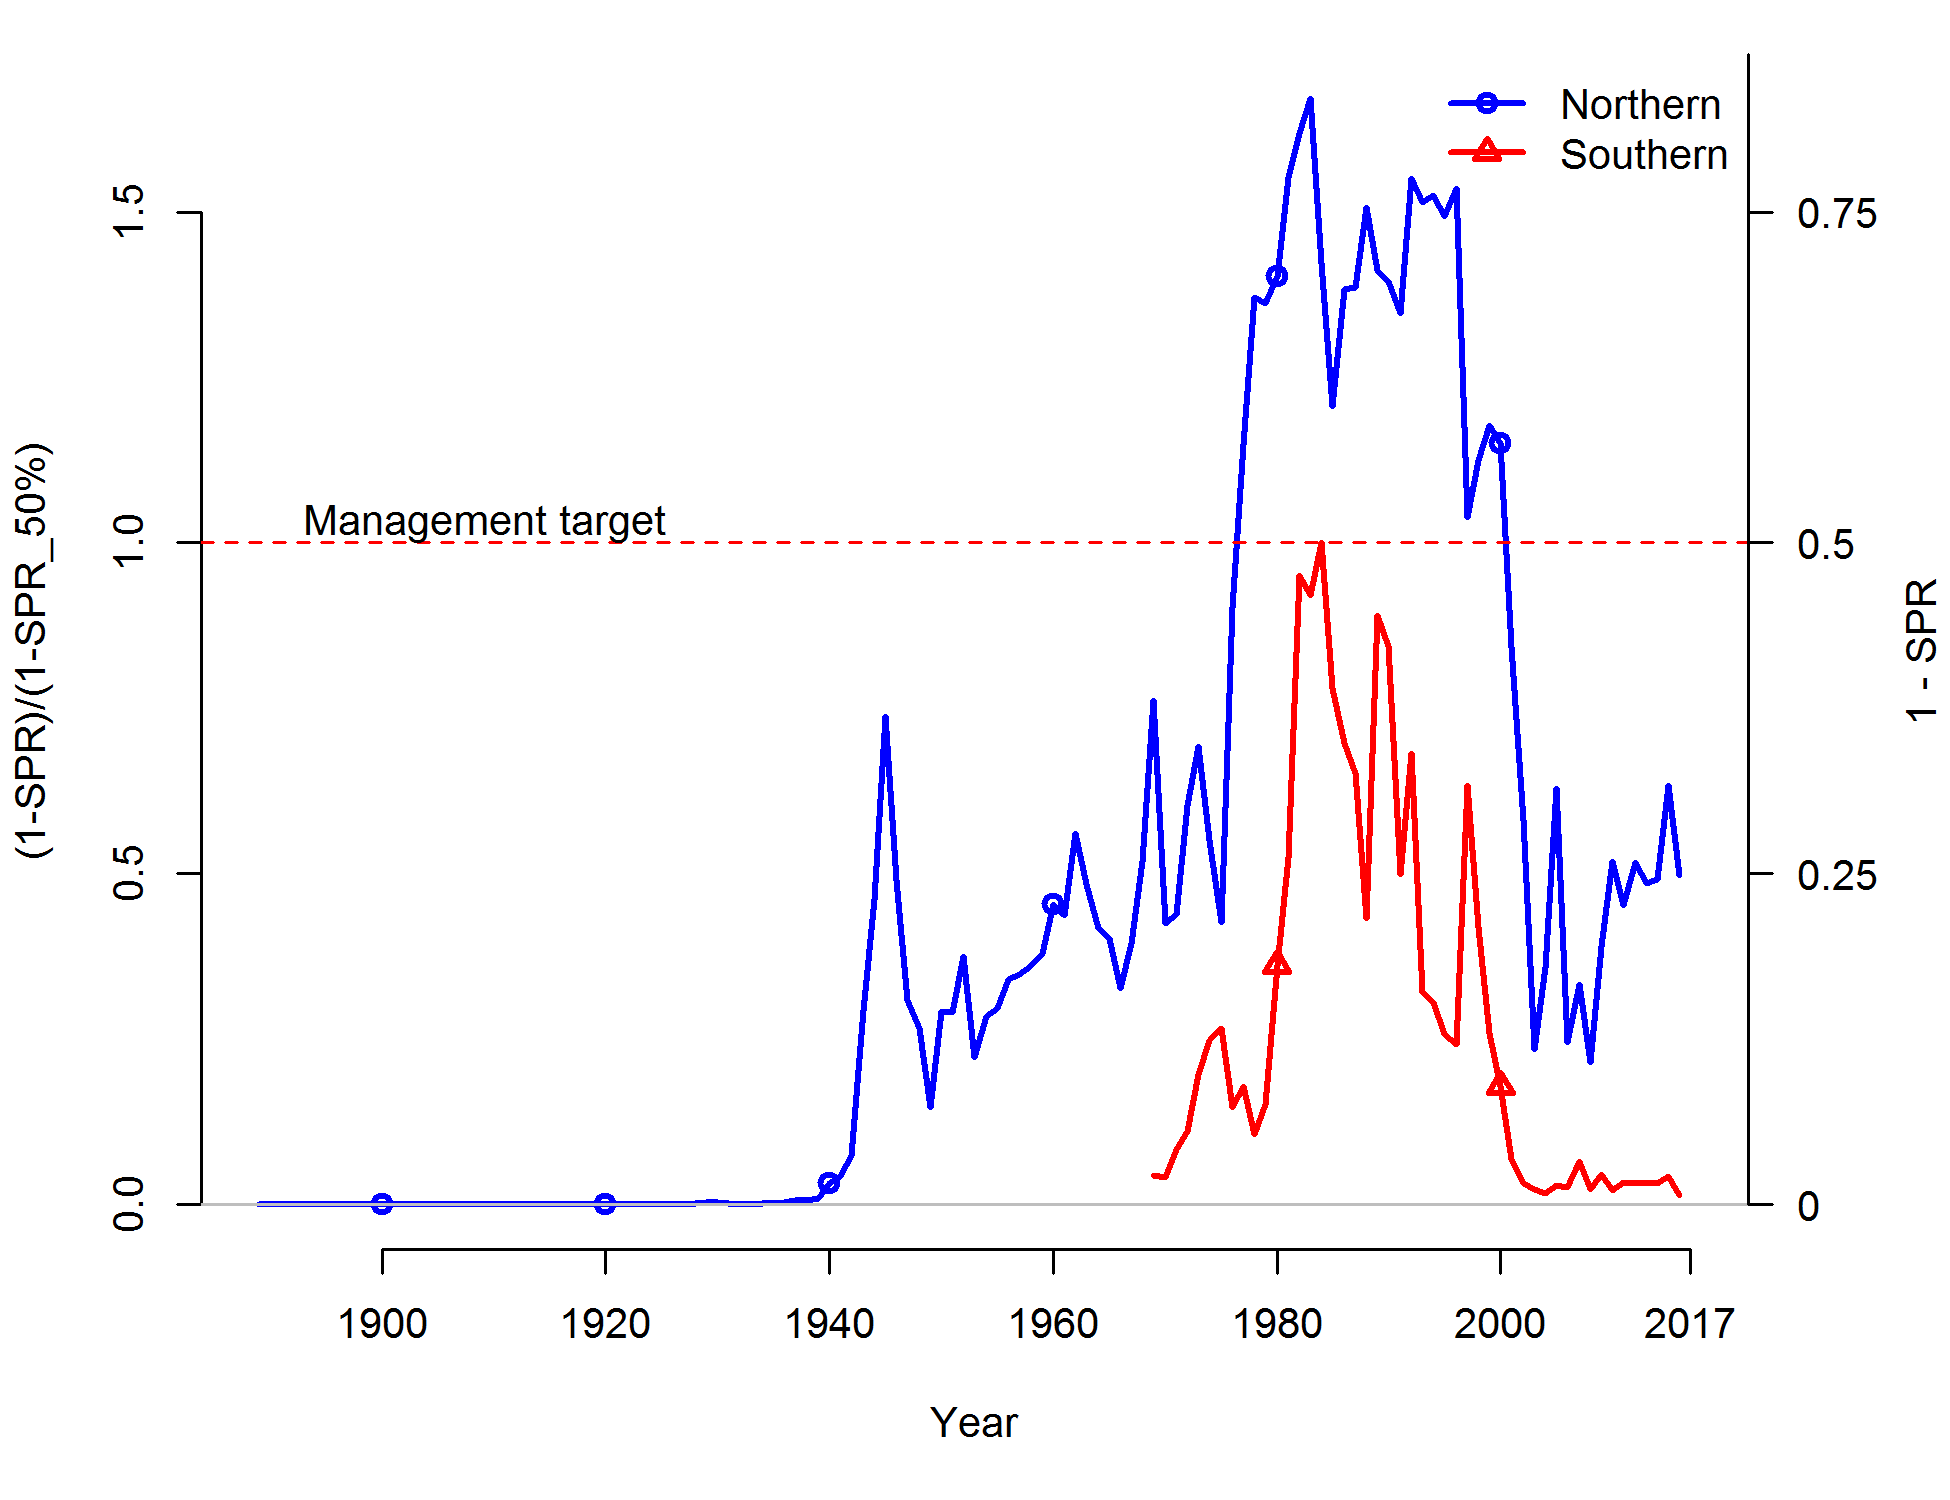 Northern
Southern
Management target
(1-SPR)/(1-SPR_50%)
0.0
0.5
1.0
1.5
1 - SPR
0
0.25
0.5
0.75
1900 1920 1940 1960 1980 2000 2017
Year